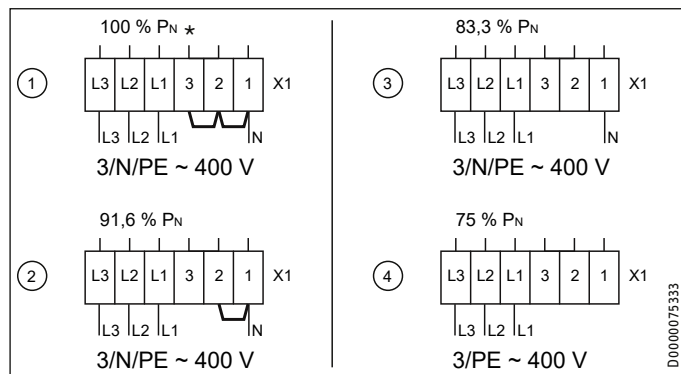 100 % PN *
1
L3 L2 L1 3 2 1 X1
L3 L2 L1 N
3/N/PE ~ 400 V
91,6 % PN
2
L3 L2 L1 3 2 1 X1
L3 L2 L1 N
3/N/PE ~ 400 V
83,3 % PN
3
L3 L2 L1 3 2 1 X1
L3 L2 L1 N
3/N/PE ~ 400 V
75 % PN
4
L3 L2 L1 3 2 1 X1
L3 L2 L1
3/PE ~ 400 V
D0000075333